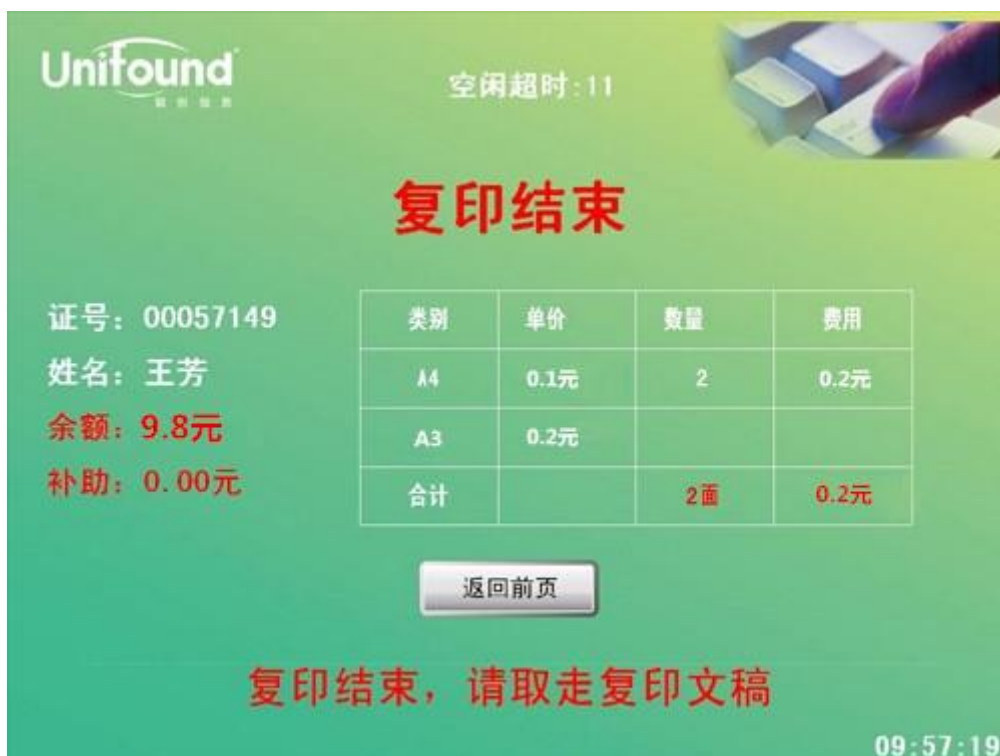 Unifound
空闲超时:11
复印结束
证号：00057149
姓名：王芳
余额：9.8元
补助：0.00元
类别 单价 数量 费用
A4 0.1元 2 0.2元
A3 0.2元
合计 2面 0.2元
返回前页
复印结束，请取走复印文稿
09:57:19